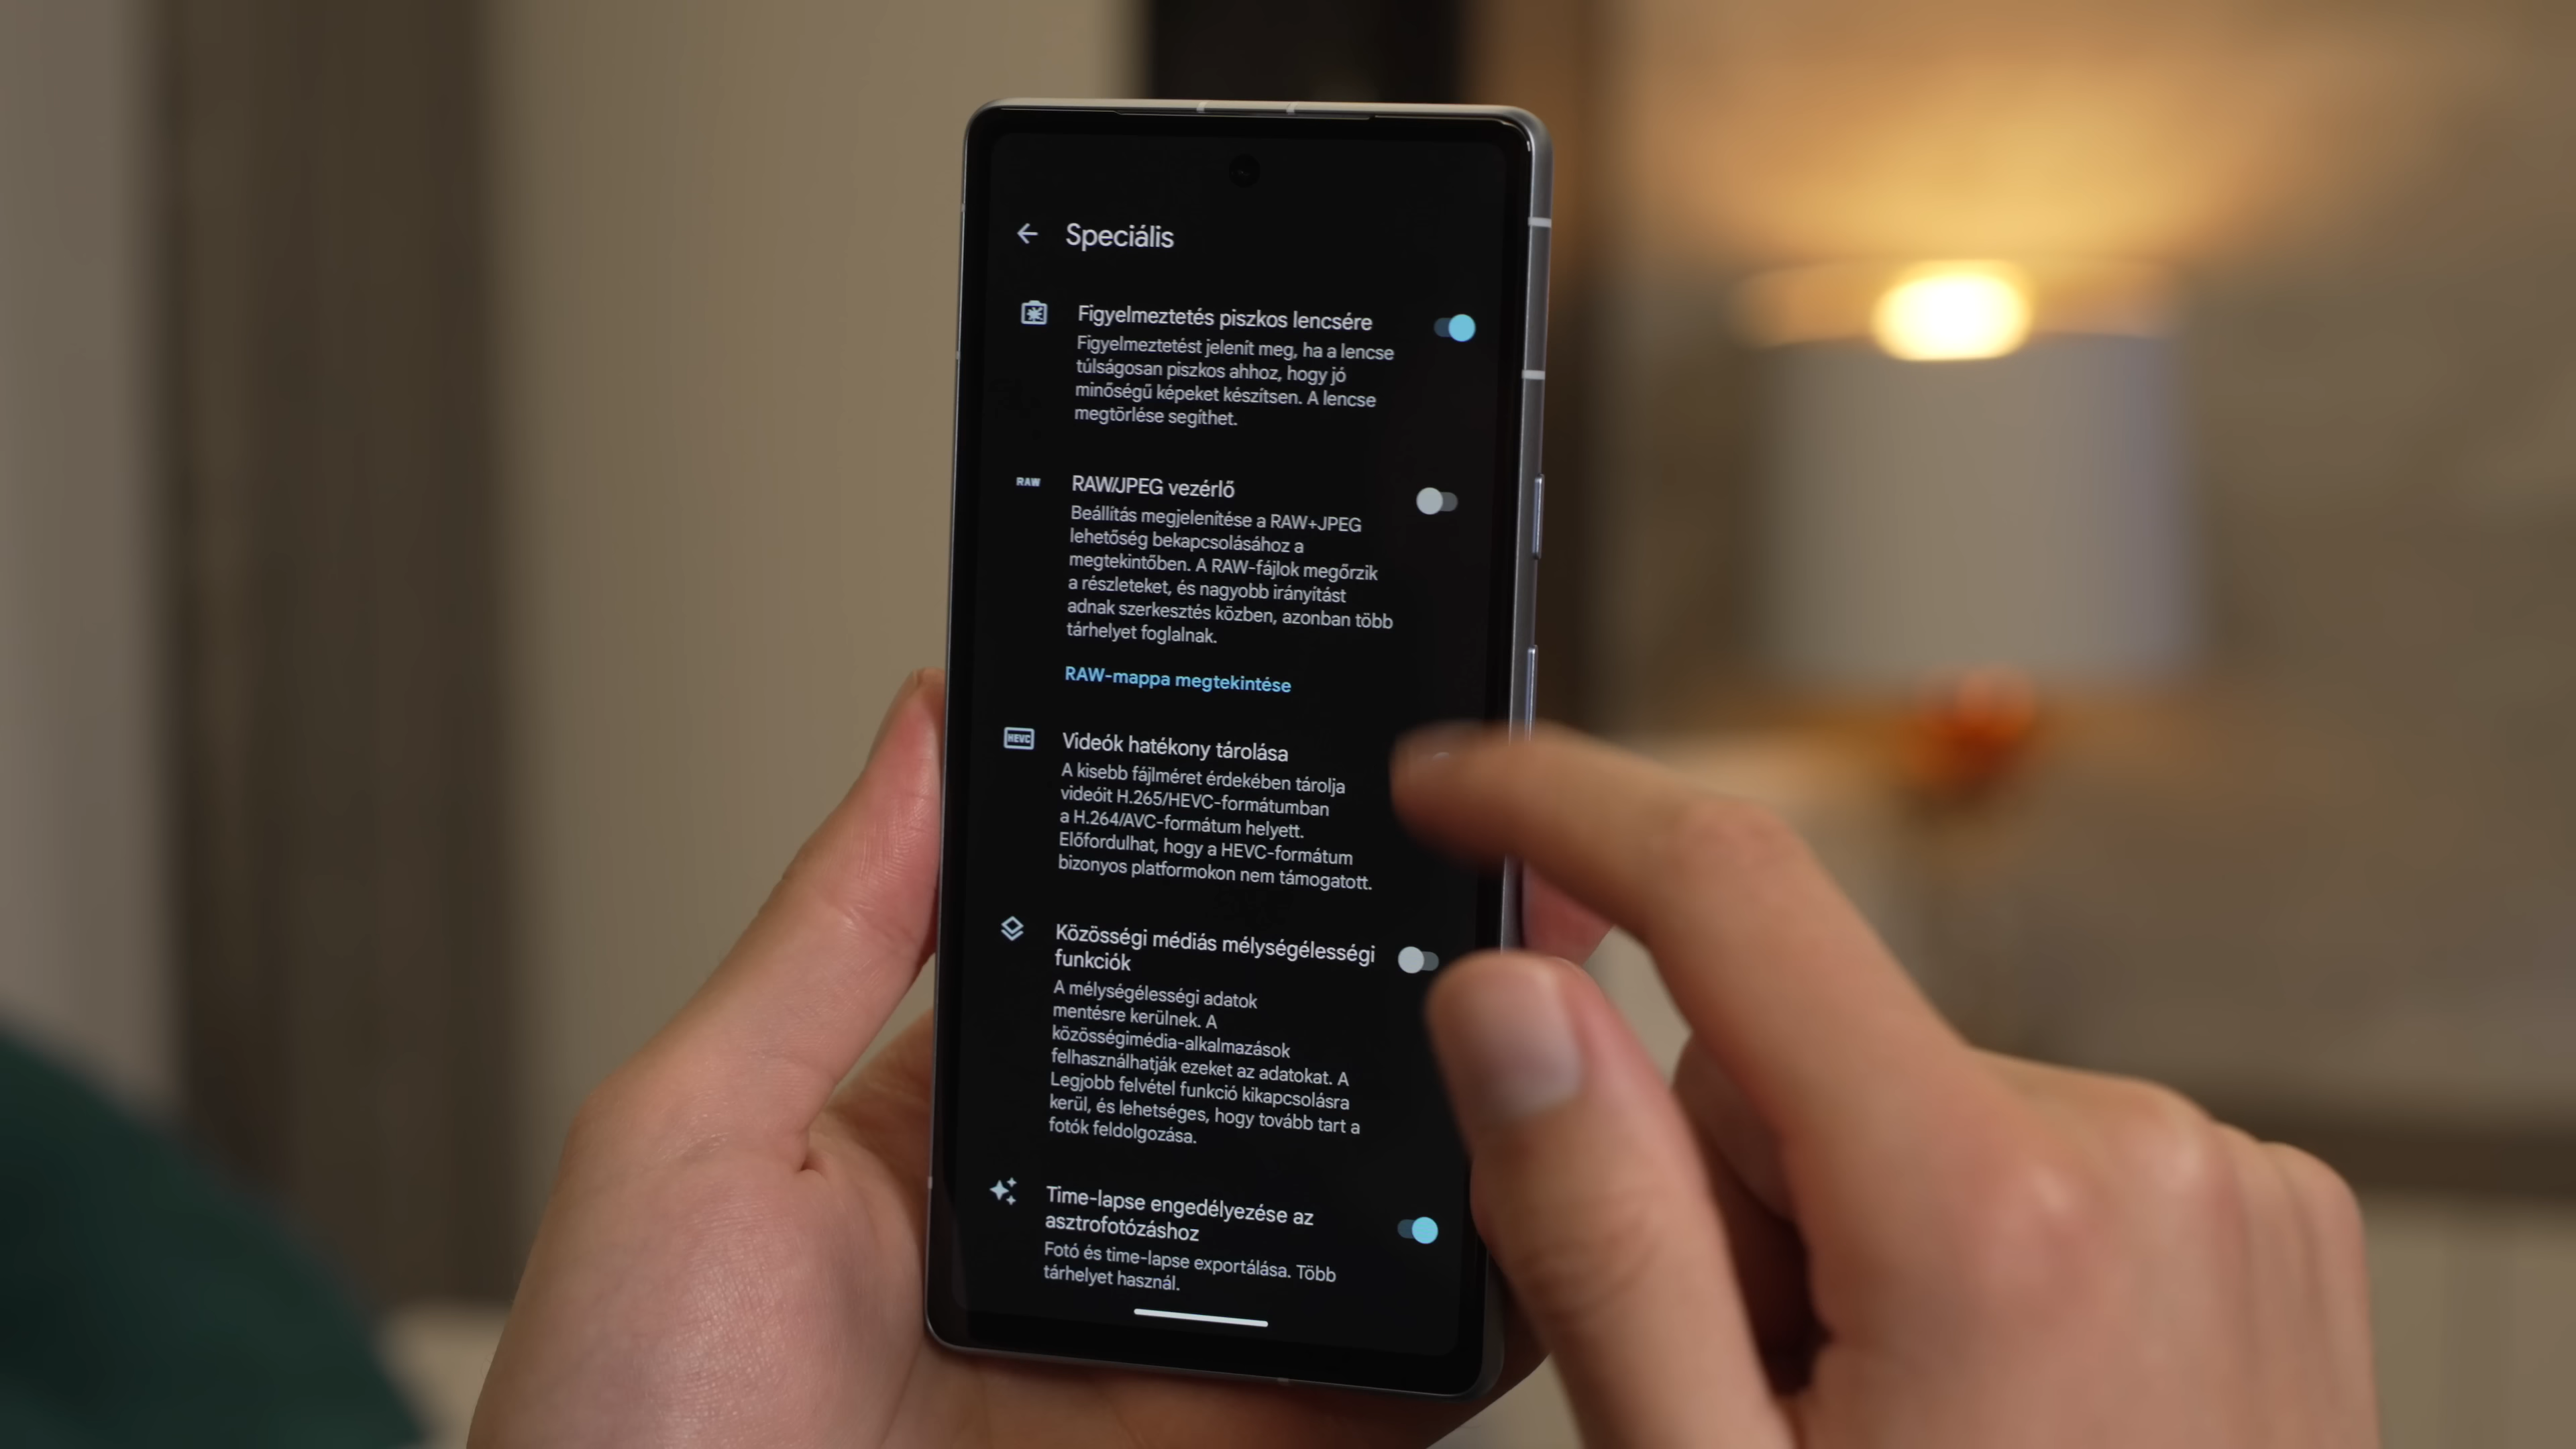 Speciális
Figyelmeztetés piszkos lencsére
Figyelmeztetést jelenít meg, ha a lencse
túlságosan piszkos ahhoz, hogy jó
minőségű képeket készítsen. A lencse
megtörlése segíthet.
RAW
RAW/JPEG vezérlő
Beállítás megjelenítése a RAW+JPEG
lehetőség bekapcsolásához a
megtekintőben. A RAW-fájlok megőrzik
a részleteket, és nagyobb irányítást
adnak szerkesztés közben, azonban több
tárhelyet foglalnak.
RAW-mappa megtekintése
HEVC
Videók hatékony tárolása
A kisebb fájlméret érdekében tárolja
videóit H.265/HEVC-formátumban
a H.264/AVC-formátum helyett.
Előfordulhat, hogy a HEVC-formátum
bizonyos platformokon nem támogatott.
Közösségi médiás mélységélességi
funkciók
A mélységélességi adatok
mentésre kerülnek. A
közösségimédia-alkalmazások
felhasználhatják ezeket az adatokat. A
Legjobb felvétel funkció kikapcsolásra
kerül, és lehetséges, hogy tovább tart a
fotók feldolgozása.
Time-lapse engedélyezése az
asztrofotózáshoz
Fotó és time-lapse exportálása. Több
tárhelyet használ.